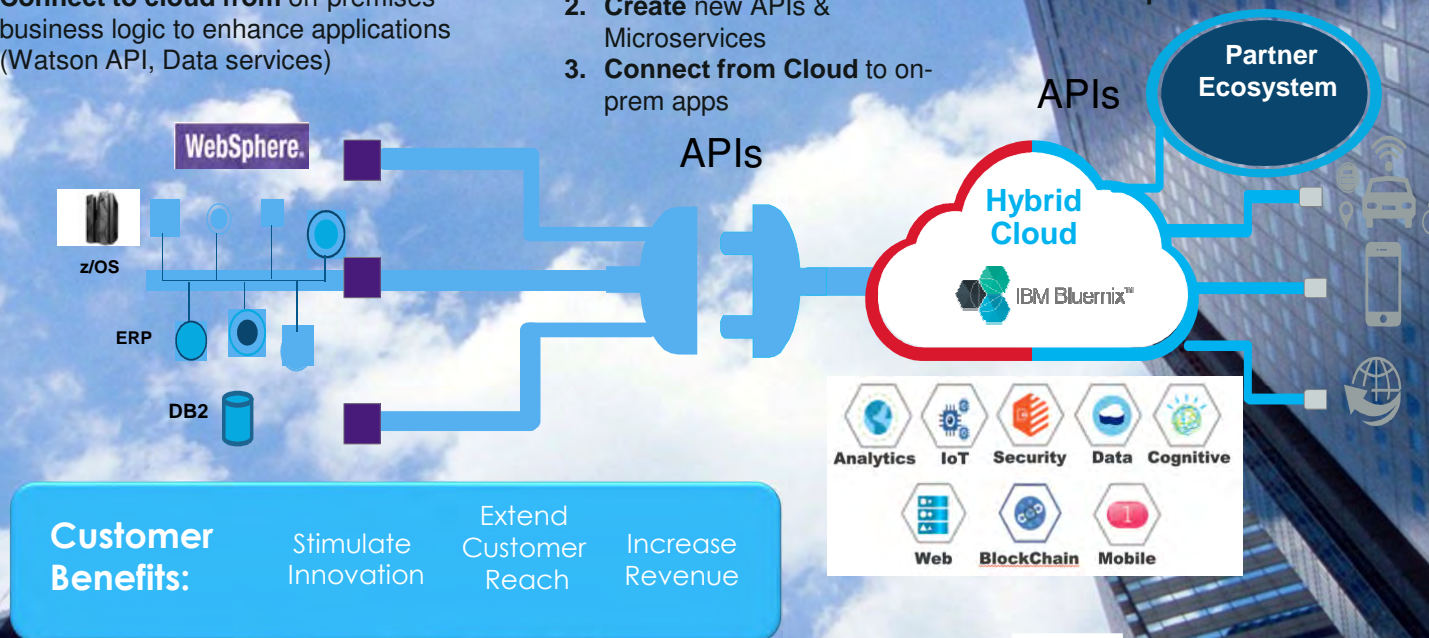 Connect to cloud from on-premises
business logic to enhance applications
(Watson API, Data services)
2. Create new APIs &
Microservices
3. Connect from Cloud to on-
prem apps
APIs
APIs
Partner
Ecosystem
WebSphere.
z/OS
ERP
DB2
Hybrid
Cloud
IBM Bluemix™
Analytics IoT Security Data Cognitive
Web BlockChain Mobile
1
Customer
Benefits:
Stimulate
Innovation
Extend
Customer
Reach
Increase
Revenue